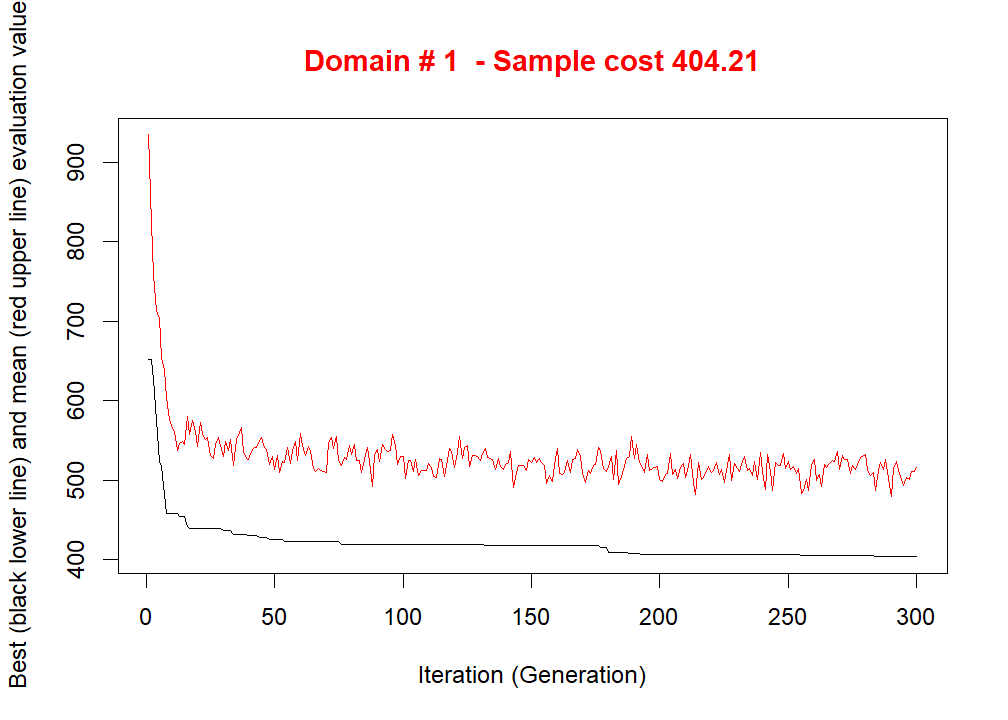 Domain # 1  - Sample cost 404.21
Best (black lower line) and mean (red upper line) evaluation value
900
800
700
600
500
400
0 50 100 150 200 250 300
Iteration (Generation)